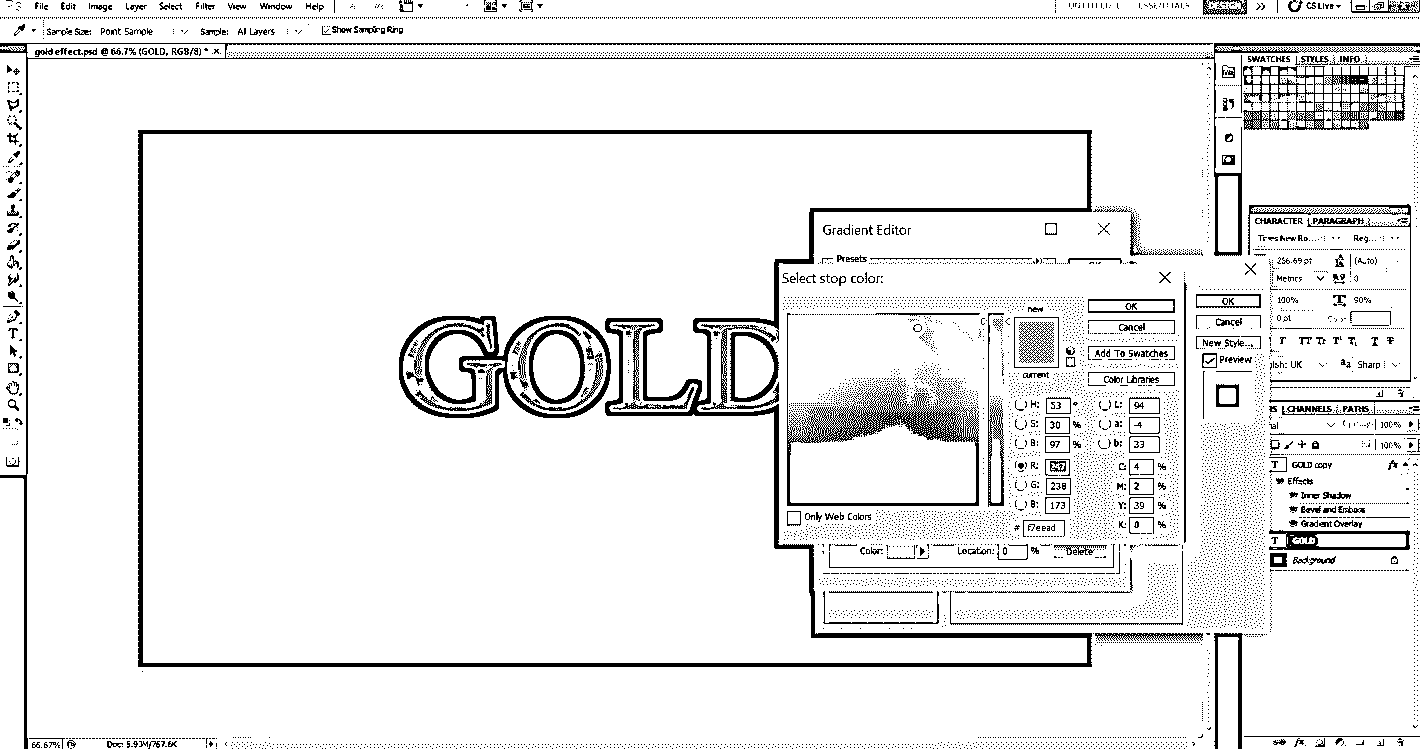 File Edit Image Layer Select Filter View Window Help
CS Live
Sample Size: Point Sample Sample: All Layers Show Sampling Ring
gold effect.psd @ 66.7% (GOLD, RGB/8) *
SWATCHES STYLES INFO
GOLD
CHARACTER PARAGRAPH
Times New Ro... Reg...
256.69 pt (Auto)
Metrics 0
100% 90%
0 pt Color:
glish: UK aa Sharp
Gradient Editor
Presets
Select stop color:
new
current
OK
Cancel
Add To Swatches
Color Libraries
H: 53 ° L: 94
S: 30 % a: -4
B: 97 % b: 33
R: 247 C: 4 %
G: 238 M: 2 %
B: 173 Y: 39 %
# f7eead K: 0 %
Only Web Colors
Color: Location: 0 % Delete
OK
Cancel
New Style...
Preview
CHANNELS PATHS
100%
100%
GOLD copy fx
Effects
Inner Shadow
Bevel and Emboss
Gradient Overlay
GOLD
Background
66.67% Doc: 5.93M/767.6K